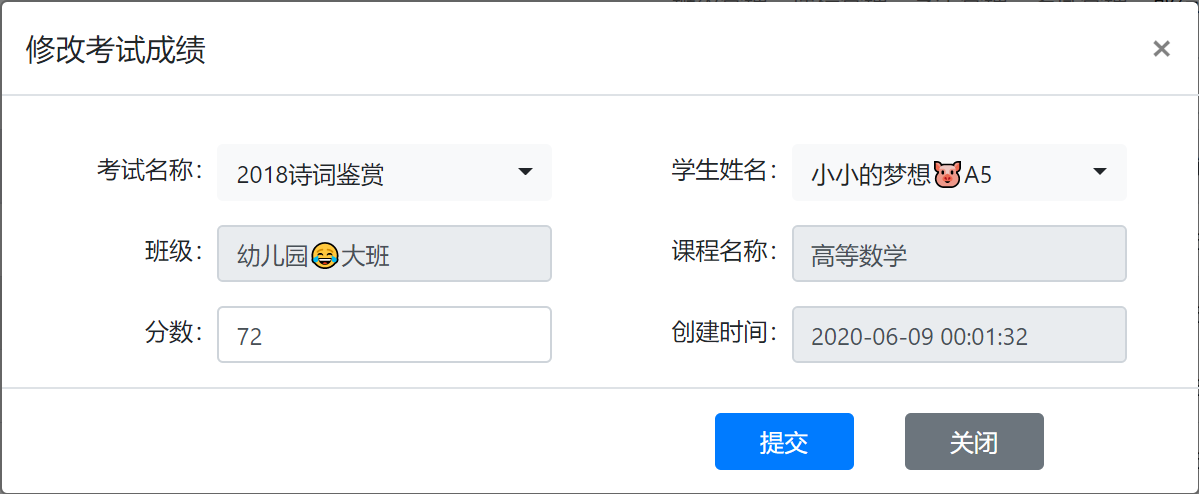 修改考试成绩 ×
考试名称： 2018诗词鉴赏 学生姓名： 小小的梦想🐷A5
班级： 幼儿园😂大班 课程名称： 高等数学
分数： 72 创建时间： 2020-06-09 00:01:32
提交 关闭